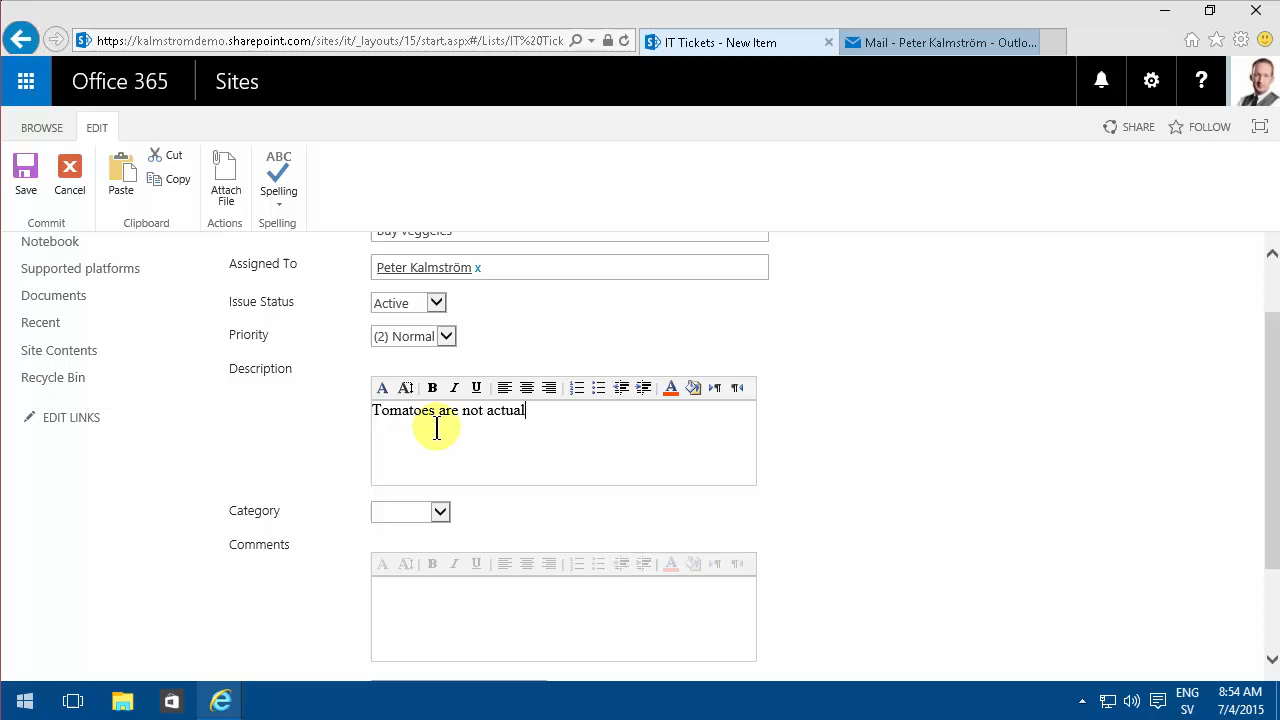 https://kalmstromdemo.sharepoint.com/sites/it/_layouts/15/start.aspx#/Lists/IT%20Tick
IT Tickets - New Item
Mail - Peter Kalmström - Outlo...
Office 365
Sites
BROWSE
EDIT
SHARE
FOLLOW
Save
Cancel
Paste
Cut
Copy
Attach File
ABC
Spelling
Commit
Clipboard
Actions
Spelling
Buy veggeies
Notebook
Assigned To
Peter Kalmström x
Supported platforms
Documents
Issue Status
Active
Recent
Priority
(2) Normal
Site Contents
Description
Recycle Bin
EDIT LINKS
Tomatoes are not actual
Category
Comments
ENG
SV
8:54 AM
7/4/2015